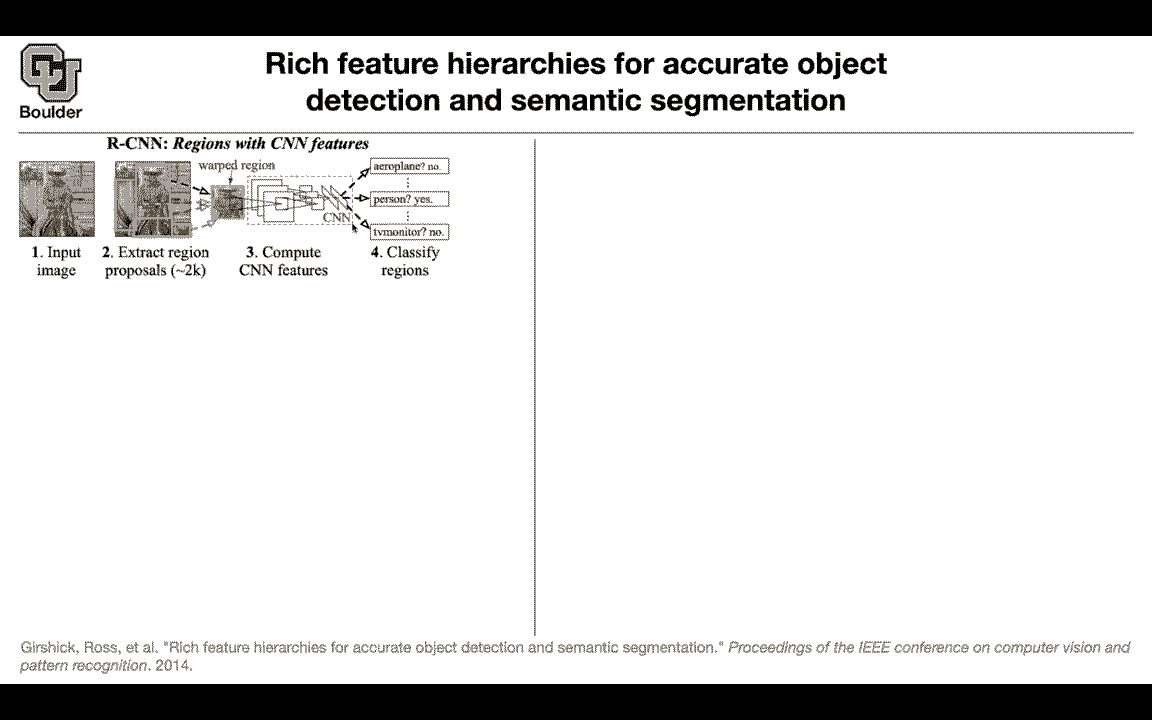 Boulder
Rich feature hierarchies for accurate object
detection and semantic segmentation
R-CNN: Regions with CNN features
warped region
aeroplane? no.
person? yes.
CNN
tvmonitor? no.
1. Input
image
2. Extract region
proposals (~2k)
3. Compute
CNN features
4. Classify
regions
Girshick, Ross, et al. "Rich feature hierarchies for accurate object detection and semantic segmentation." Proceedings of the IEEE conference on computer vision and
pattern recognition. 2014.